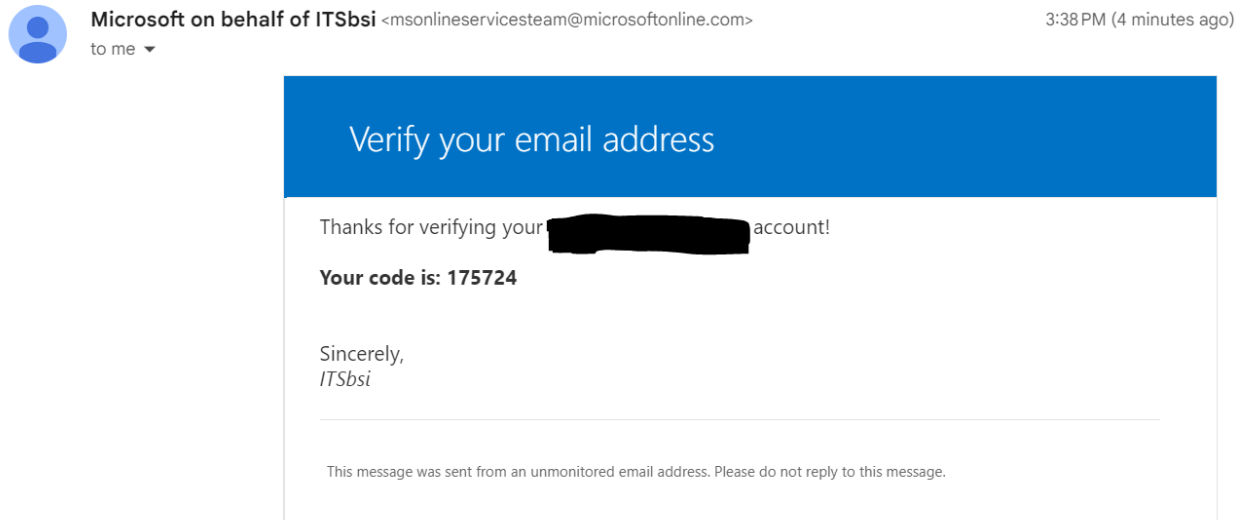 Microsoft on behalf of ITSbsi <msonlineservicesteam@microsoftonline.com> 3:38 PM (4 minutes ago)
to me
Verify your email address
Thanks for verifying your account!
Your code is: 175724
Sincerely,
ITSbsi
This message was sent from an unmonitored email address. Please do not reply to this message.